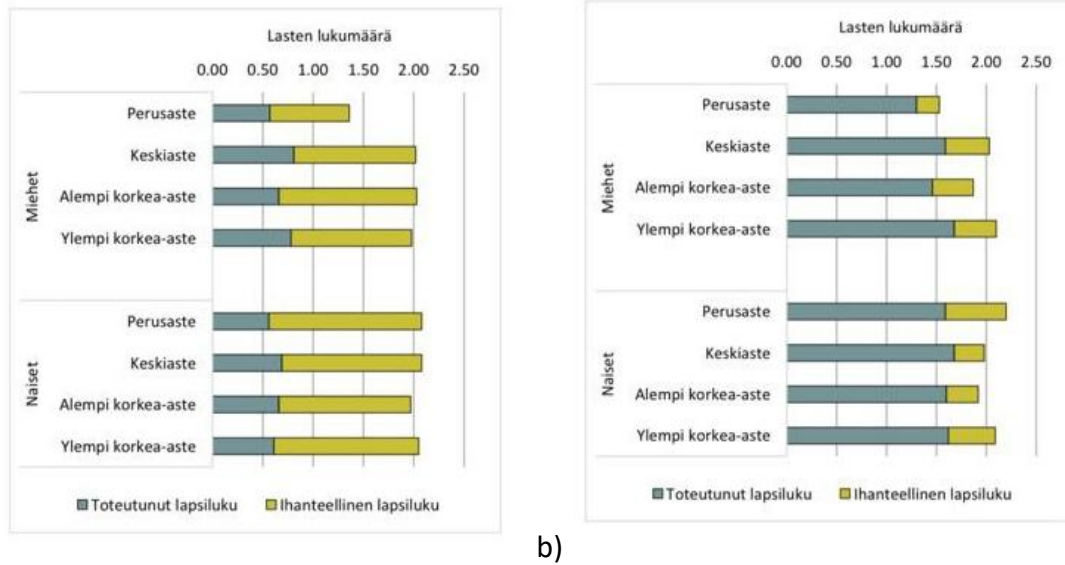 Lasten lukumäärä
0.00 0.50 1.00 1.50 2.00 2.50
Miehet
Perusaste
Keskiaste
Alempi korkea-aste
Ylempi korkea-aste
Naiset
Perusaste
Keskiaste
Alempi korkea-aste
Ylempi korkea-aste
Toteutunut lapsiluku Ihanteellinen lapsiluku
b)
Lasten lukumäärä
0.00 0.50 1.00 1.50 2.00 2.50
Miehet
Perusaste
Keskiaste
Alempi korkea-aste
Ylempi korkea-aste
Naiset
Perusaste
Keskiaste
Alempi korkea-aste
Ylempi korkea-aste
Toteutunut lapsiluku Ihanteellinen lapsiluku